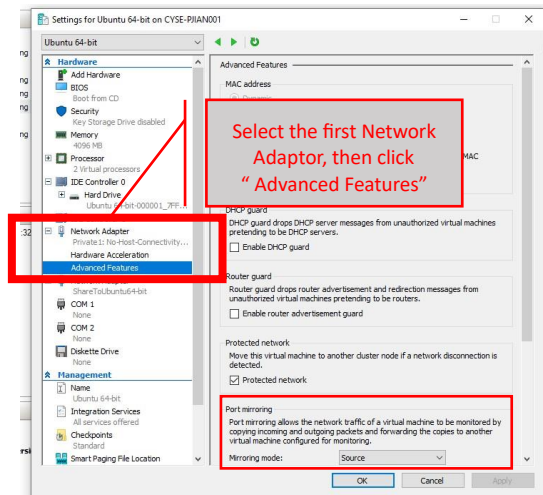 Settings for Ubuntu 64-bit on CYSE-PJIAN001
Ubuntu 64-bit
Hardware
Add Hardware
BIOS
Boot from CD
Security
Key Storage Drive disabled
Memory
4096 MB
Processor
2 Virtual processors
IDE Controller 0
Hard Drive
Ubuntu 64-bit-000001_7FF...
Network Adapter
Private1: No-Host-Connectivity...
Hardware Acceleration
Advanced Features
ShareToUbuntu64-bit
COM 1
None
COM 2
None
Diskette Drive
None
Management
Name
Ubuntu 64-bit
Integration Services
All services offered
Checkpoints
Standard
Smart Paging File Location
Advanced Features
MAC address
Select the first Network
Adaptor, then click
“ Advanced Features”
MAC
DHCP guard
DHCP guard drops DHCP server messages from unauthorized virtual machines
pretending to be DHCP servers.
Enable DHCP guard
Router guard
Router guard drops router advertisement and redirection messages from
unauthorized virtual machines pretending to be routers.
Enable router advertisement guard
Protected network
Move this virtual machine to another cluster node if a network disconnection is
detected.
Protected network
Port mirroring
Port mirroring allows the network traffic of a virtual machine to be monitored by
copying incoming and outgoing packets and forwarding the copies to another
virtual machine configured for monitoring.
Mirroring mode: Source
OK Cancel Apply